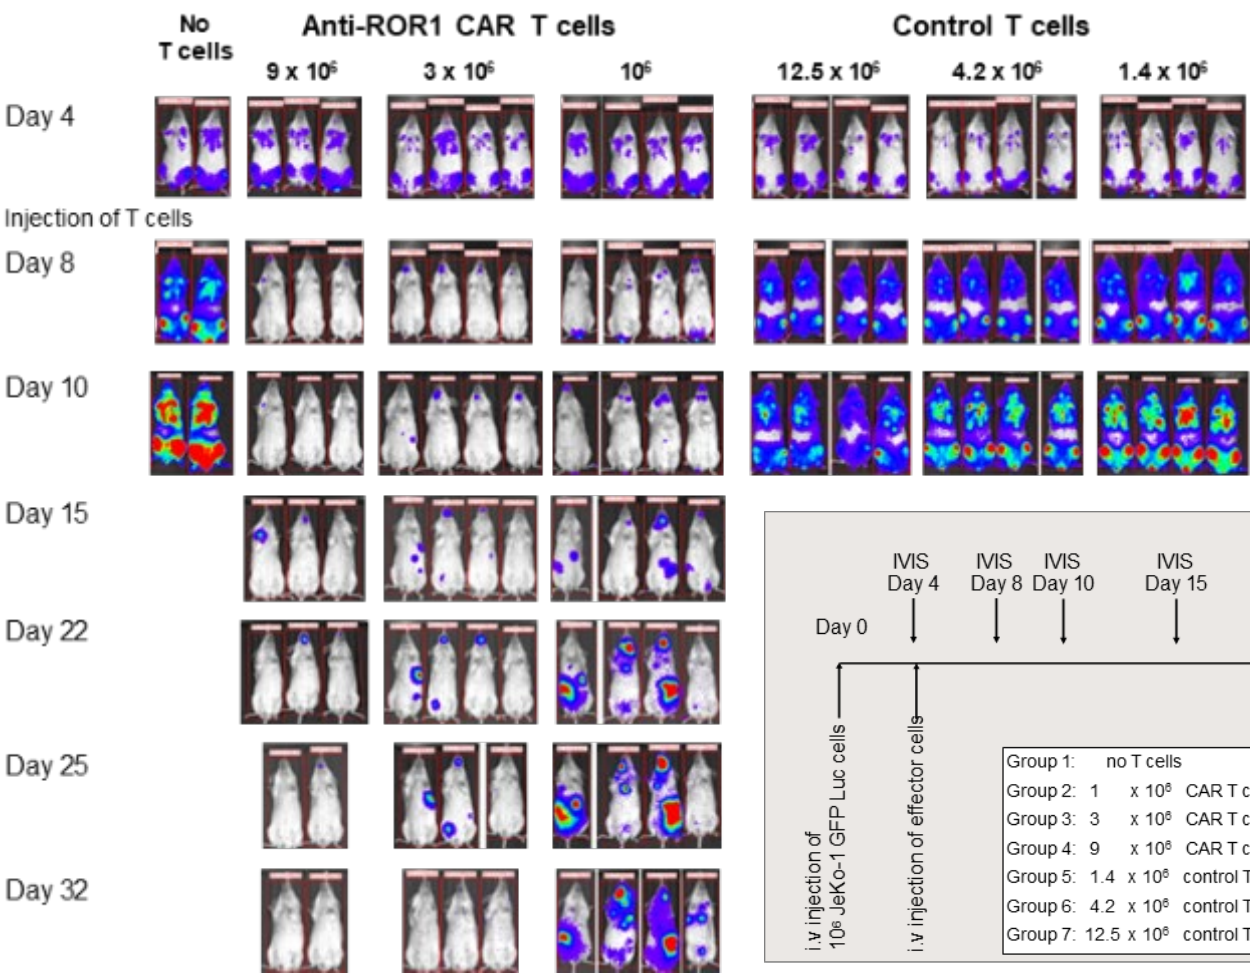 No
T cells
Anti-ROR1 CAR T cells
Control T cells
9 x 10⁶
3 x 10⁶
10⁶
12.5 x 10⁶
4.2 x 10⁶
1.4 x 10⁶
Day 4
Injection of T cells
Day 8
Day 10
Day 15
Day 22
Day 25
Day 32
IVIS
Day 4
IVIS
Day 8
IVIS
Day 10
IVIS
Day 15
Day 0
i.v injection of
10⁶ JeKo-1 GFP Luc cells
i.v injection of effector cells
Group 1: no T cells
Group 2: 1 x 10⁶ CAR T c
Group 3: 3 x 10⁶ CAR T c
Group 4: 9 x 10⁶ CAR T c
Group 5: 1.4 x 10⁶ control T
Group 6: 4.2 x 10⁶ control T
Group 7: 12.5 x 10⁶ control T